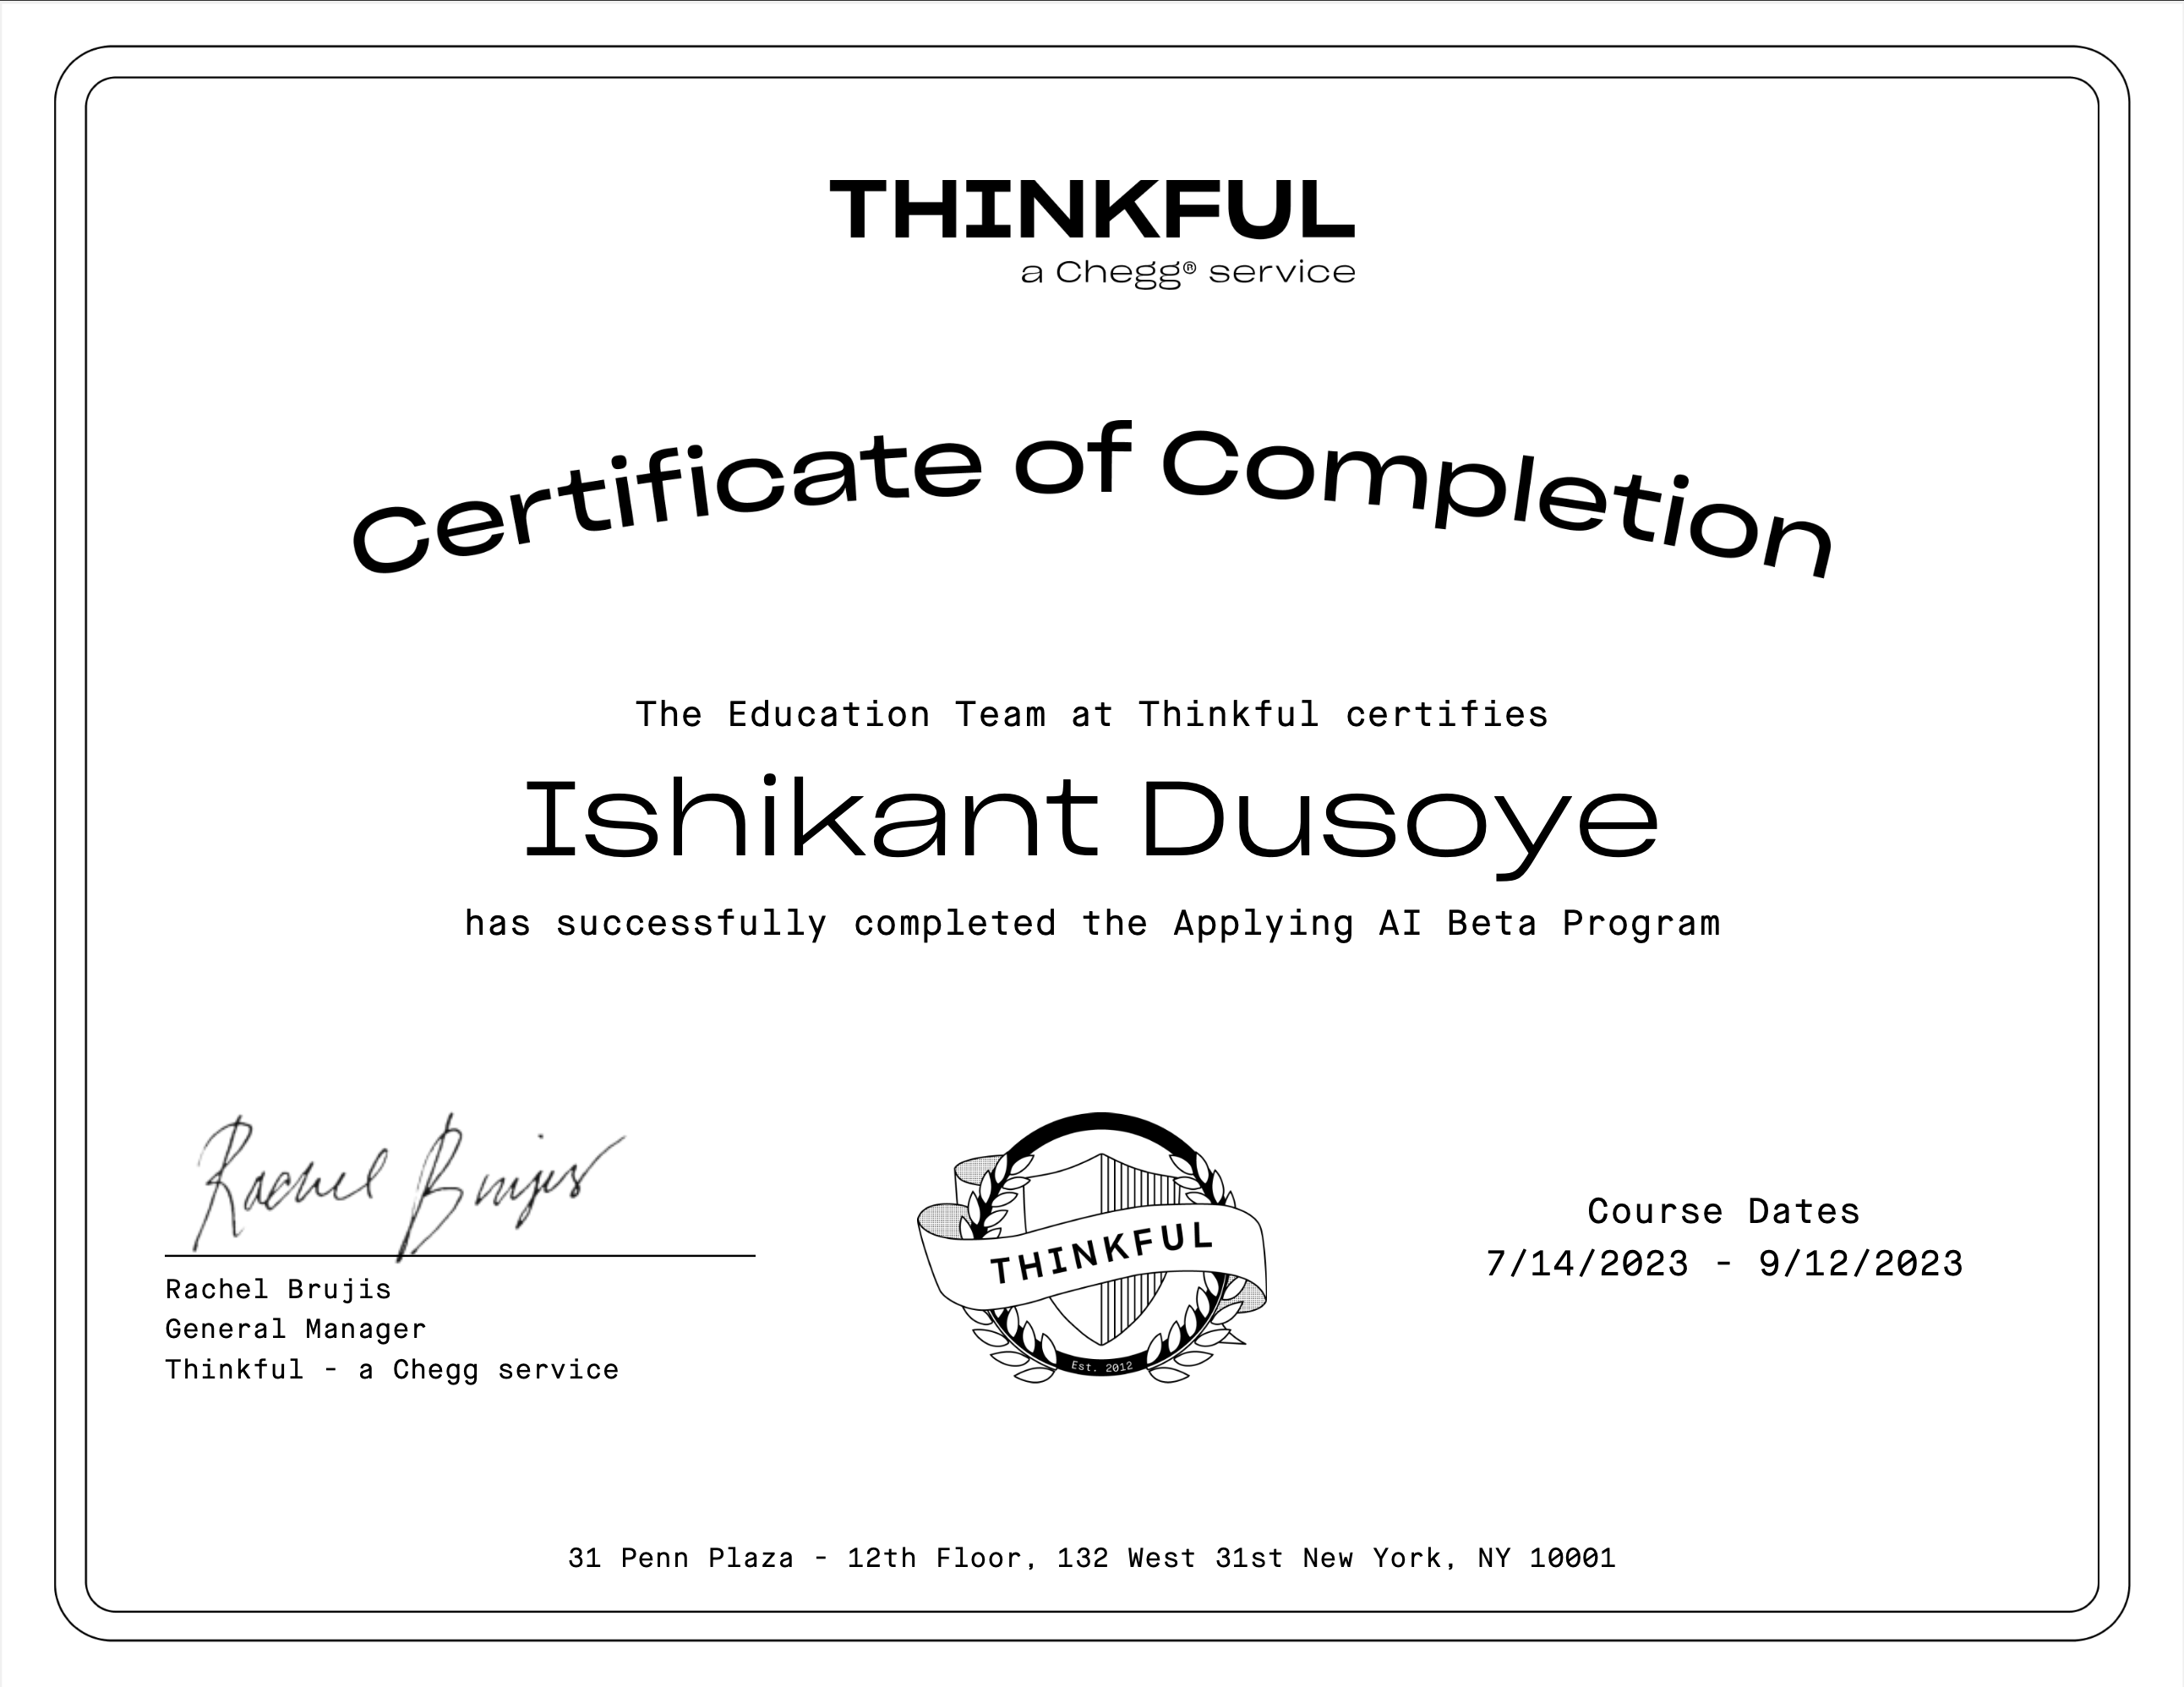 THINKFUL
a Chegg® service
Certificate of Completion
The Education Team at Thinkful certifies
Ishikant Dusoye
has successfully completed the Applying AI Beta Program
Rachel Brujis
Rachel Brujis
General Manager
Thinkful - a Chegg service
THINKFUL
Est. 2012
Course Dates
7/14/2023 - 9/12/2023
31 Penn Plaza - 12th Floor, 132 West 31st New York, NY 10001